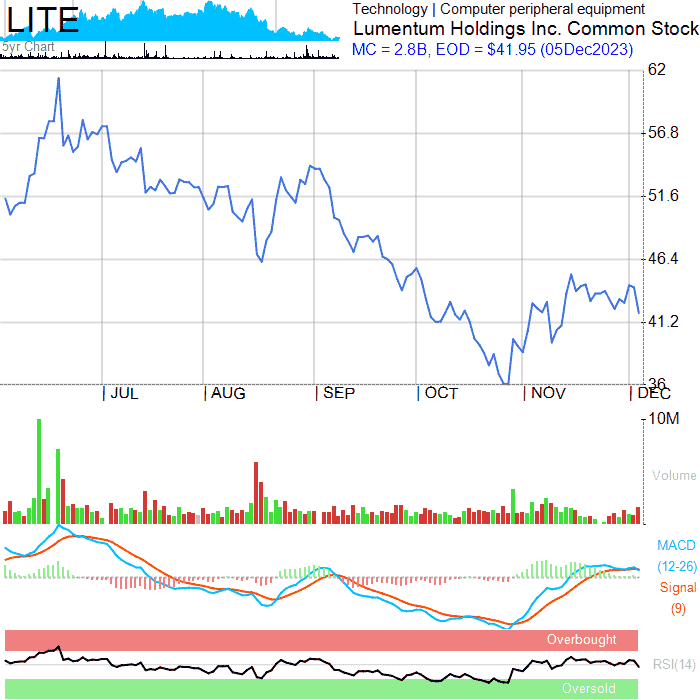 LITE
5yr Chart
Technology | Computer peripheral equipment
Lumentum Holdings Inc. Common Stock
MC = 2.8B, EOD = $41.95 (05Dec2023)
62
56.8
51.6
46.4
41.2
36
JUL AUG SEP OCT NOV DEC
10M
Volume
MACD
(12-26)
Signal
(9)
Overbought
RSI(14)
Oversold